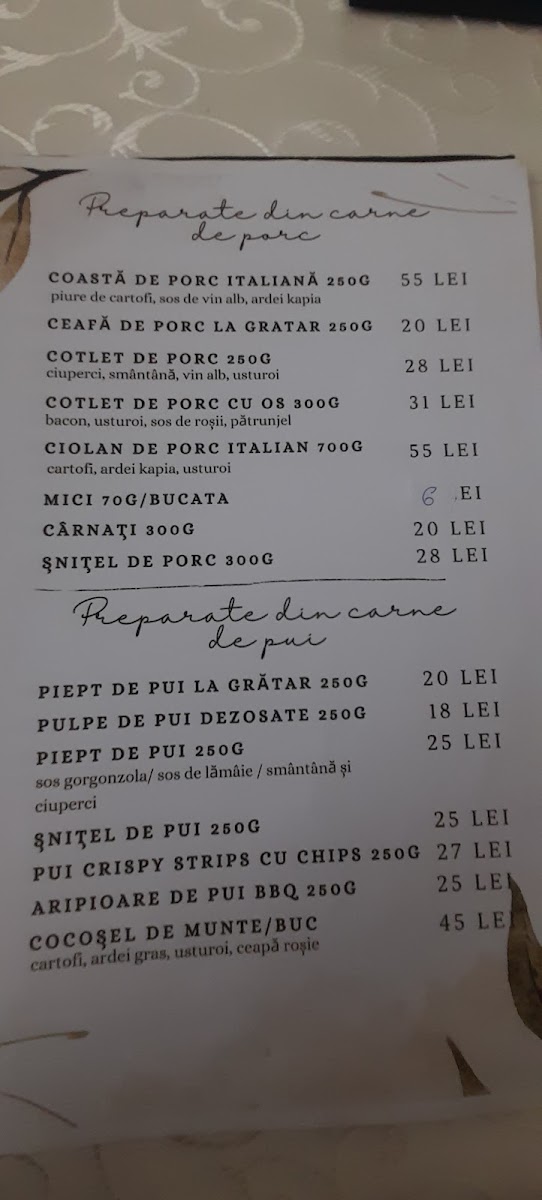 Preparate din carne
de porc
COASTĂ DE PORC ITALIANĂ 250G 55 LEI
piure de cartofi, sos de vin alb, ardei kapia
CEAFĂ DE PORC LA GRATAR 250G 20 LEI
COTLET DE PORC 250G 28 LEI
ciuperci, smântână, vin alb, usturoi
COTLET DE PORC CU OS 300G 31 LEI
bacon, usturoi, sos de roșii, pătrunjel
CIOLAN DE PORC ITALIAN 700G 55 LEI
cartofi, ardei kapia, usturoi
MICI 70G/BUCATA 6 LEI
CÂRNAŢI 300G 20 LEI
ŞNIŢEL DE PORC 300G 28 LEI
Preparate din carne
de pui
PIEPT DE PUI LA GRĂTAR 250G 20 LEI
PULPE DE PUI DEZOSATE 250G 18 LEI
PIEPT DE PUI 250G 25 LEI
sos gorgonzola/ sos de lămâie / smântână și
ciuperci
ŞNIŢEL DE PUI 250G 25 LEI
PUI CRISPY STRIPS CU CHIPS 250G 27 LEI
ARIPIOARE DE PUI BBQ 250G 25 LEI
COCOŞEL DE MUNTE/BUC 45 LEI
cartofi, ardei gras, usturoi, ceapă roșie